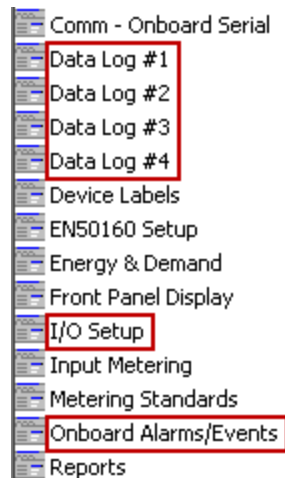 Comm - Onboard Serial
Data Log #1
Data Log #2
Data Log #3
Data Log #4
Device Labels
EN50160 Setup
Energy & Demand
Front Panel Display
I/O Setup
Input Metering
Metering Standards
Onboard Alarms/Events
Reports